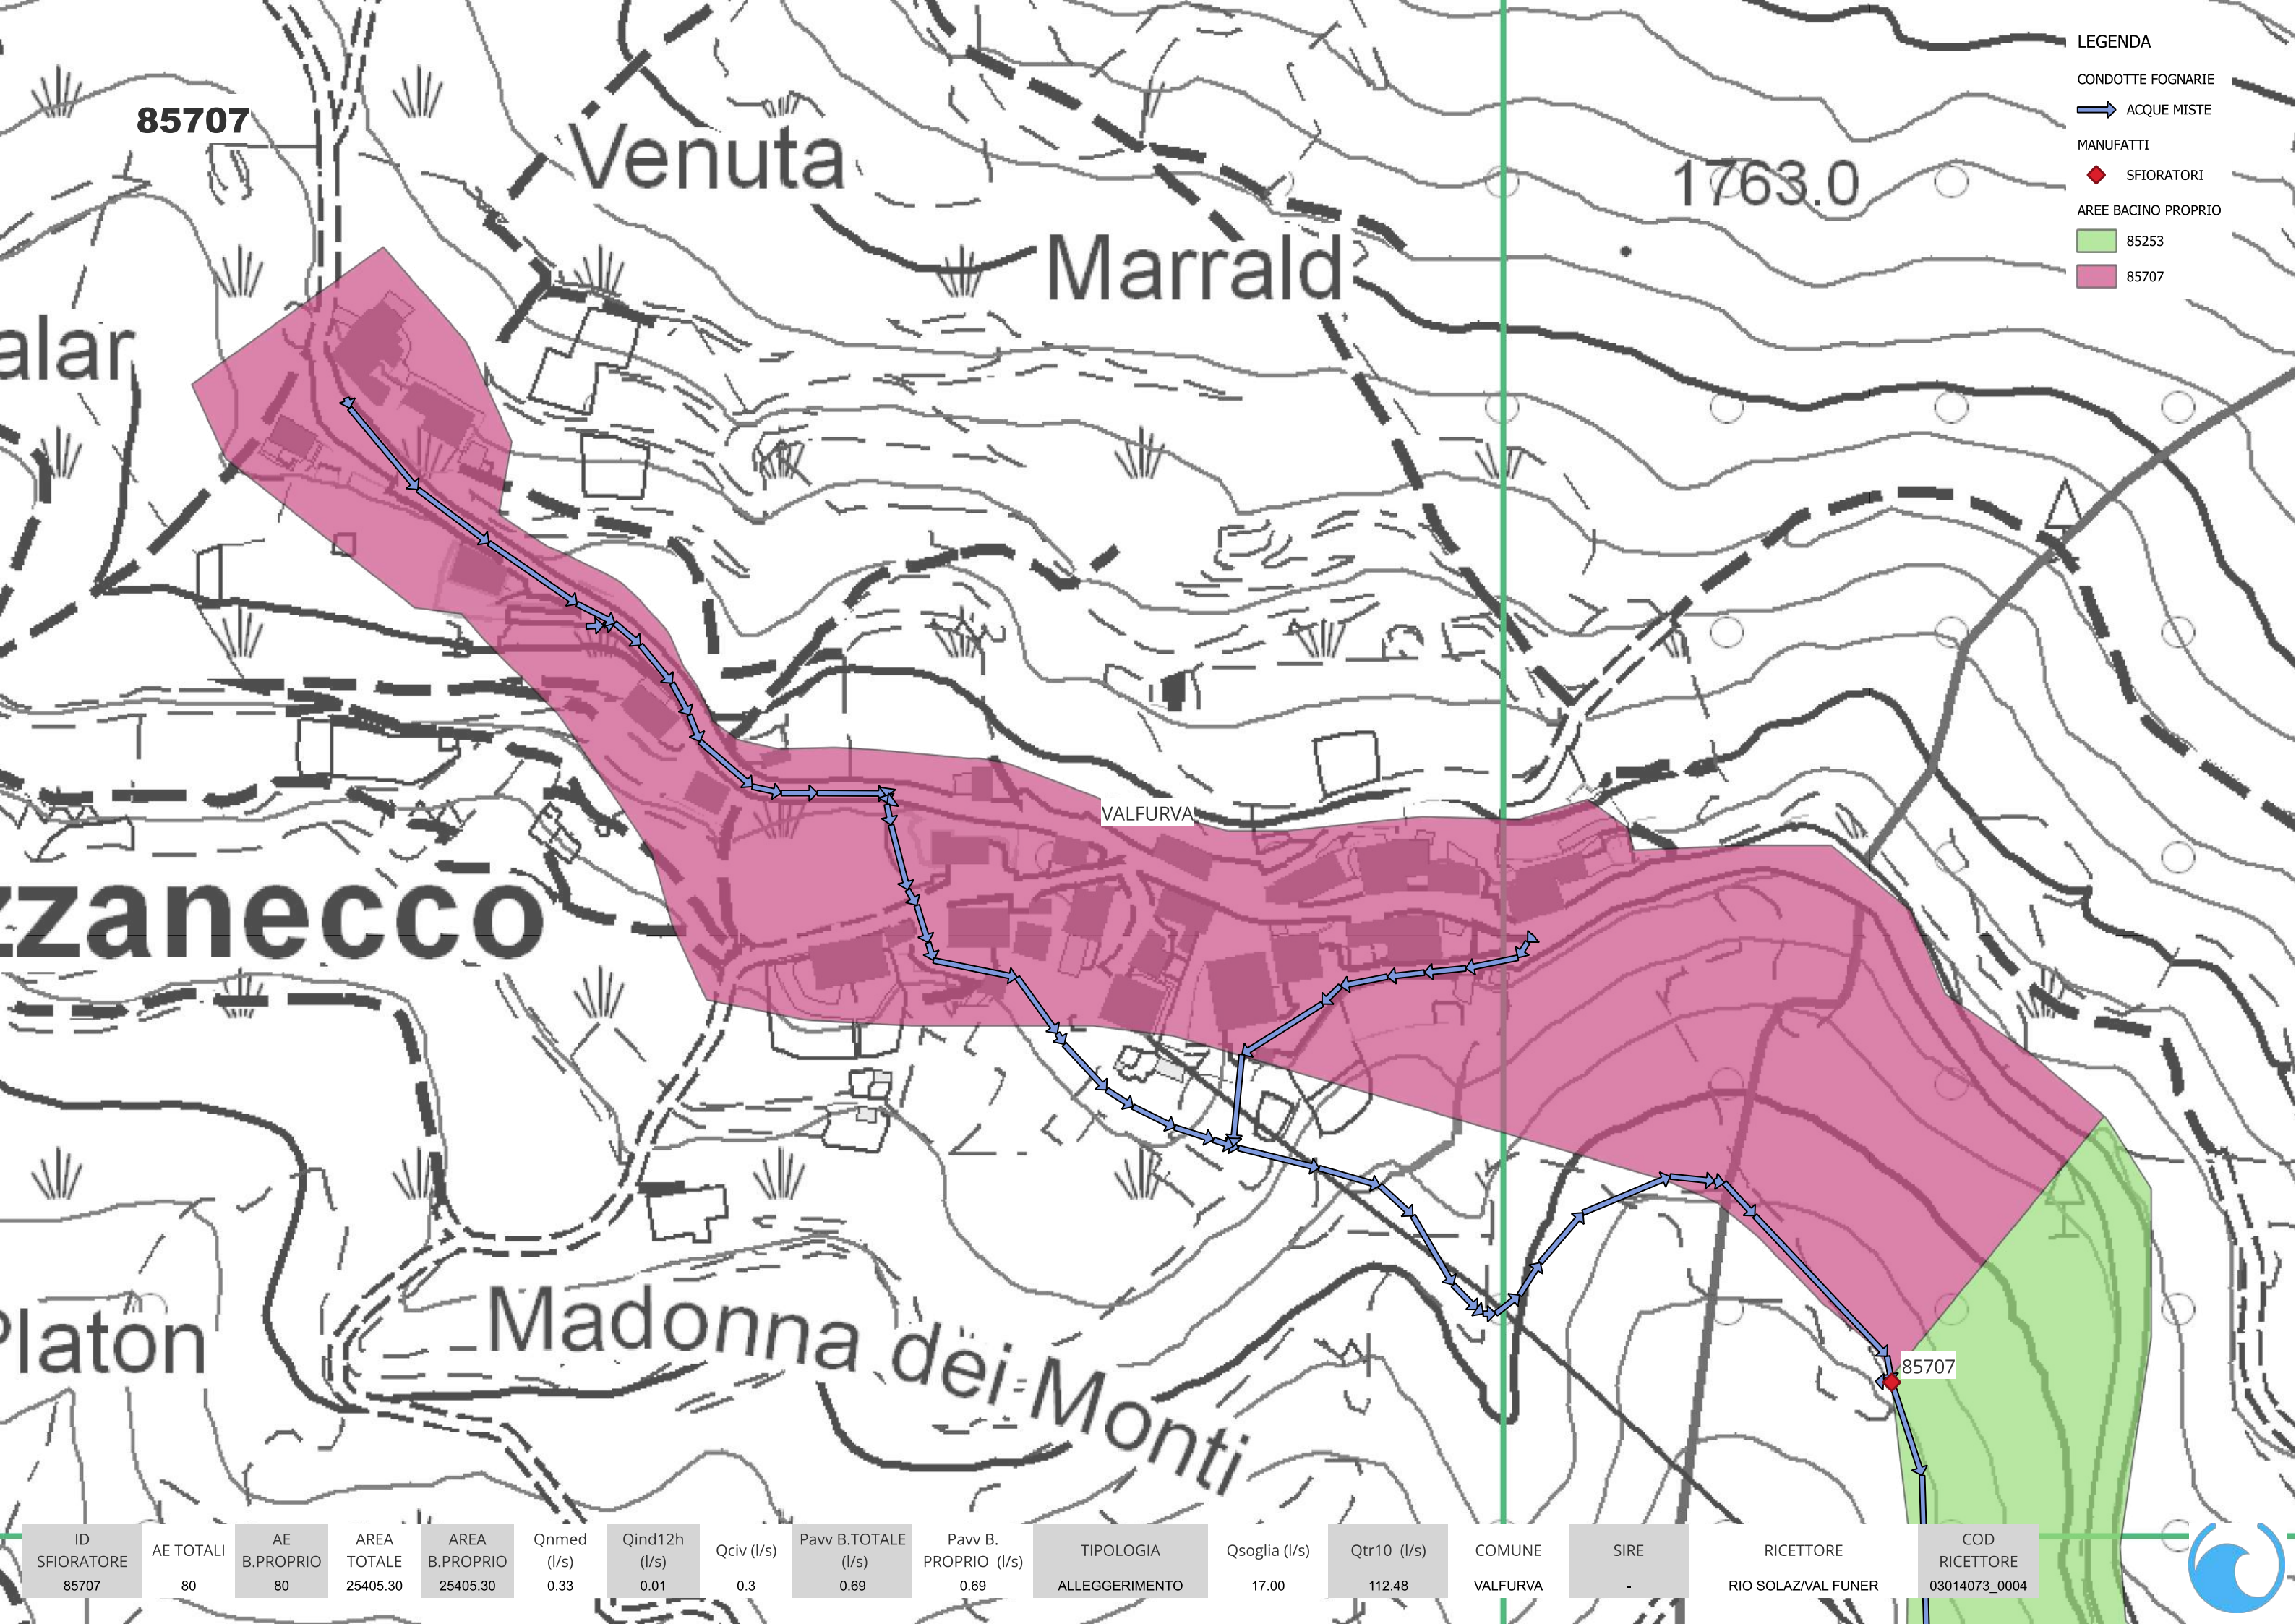 85707
Venuta
Marrald
1763.0
alar
zzanecco
VALFURVA
Platon
Madonna dei Monti
85707
LEGENDA
CONDOTTE FOGNARIE
ACQUE MISTE
MANUFATTI
SFIORATORI
AREE BACINO PROPRIO
85253
85707
ID SFIORATORE AE TOTALI AE B.PROPRIO AREA TOTALE AREA B.PROPRIO Qnmed (l/s) Qind12h (l/s) Qciv (l/s) Pavv B.TOTALE (l/s) Pavv B. PROPRIO (l/s) TIPOLOGIA Qsoglia (l/s) Qtr10 (l/s) COMUNE SIRE RICETTORE COD RICETTORE
85707 80 80 25405.30 25405.30 0.33 0.01 0.3 0.69 0.69 ALLEGGERIMENTO 17.00 112.48 VALFURVA - RIO SOLAZ/VAL FUNER 03014073_0004